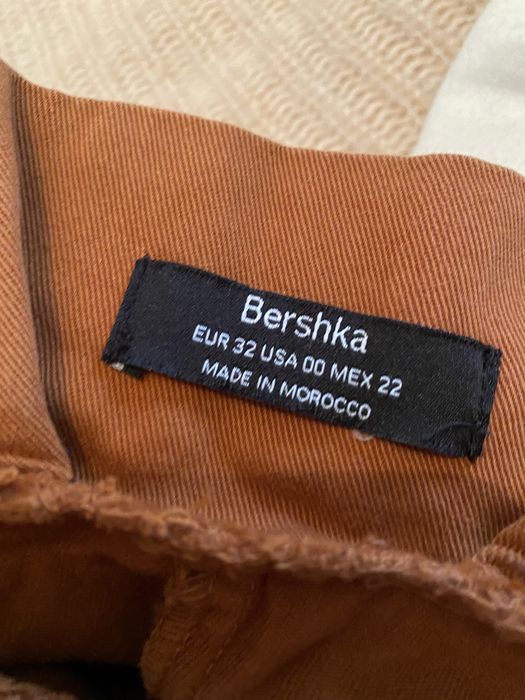 Bershka
EUR 32 USA 00 MEX 22
MADE IN MOROCCO